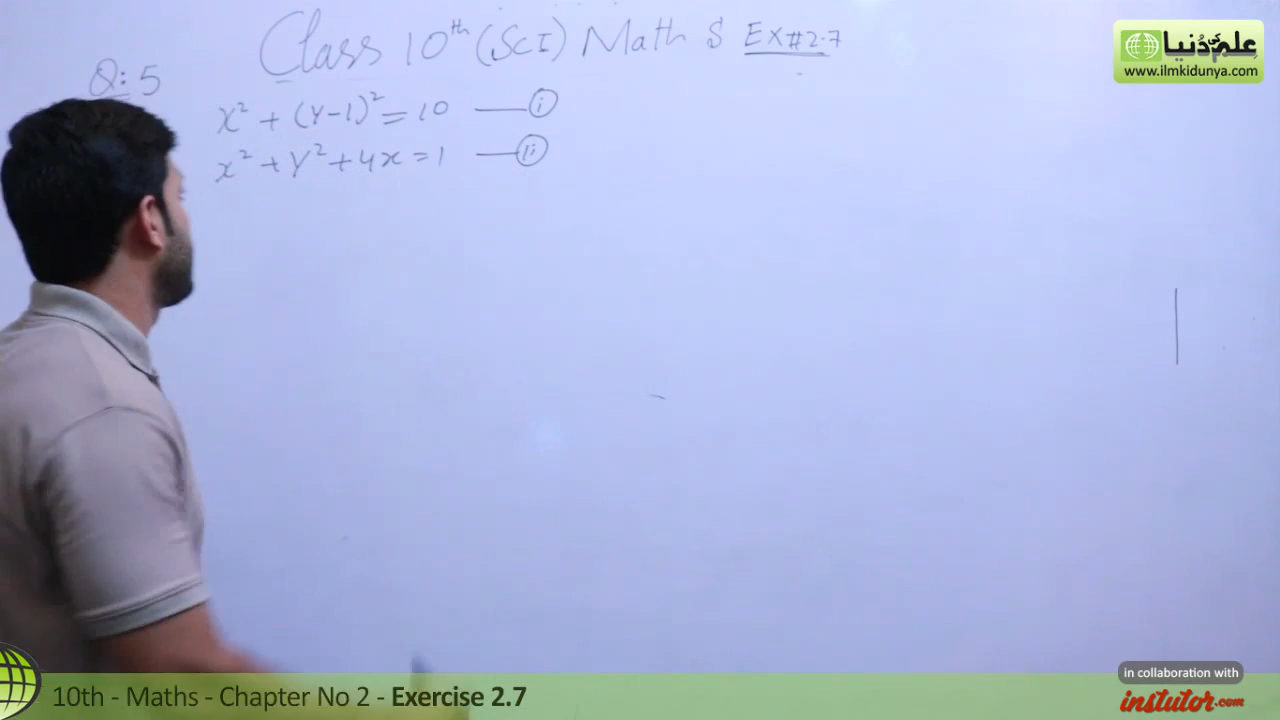 Class 10th (SCI) Math S EX#2.7
Q: 5
x² + (y-1)² = 10 —— i
x² + y² + 4x = 1 —— ii
علم کی دنیا
www.ilmkidunya.com
in collaboration with
instutor.com
10th - Maths - Chapter No 2 - Exercise 2.7